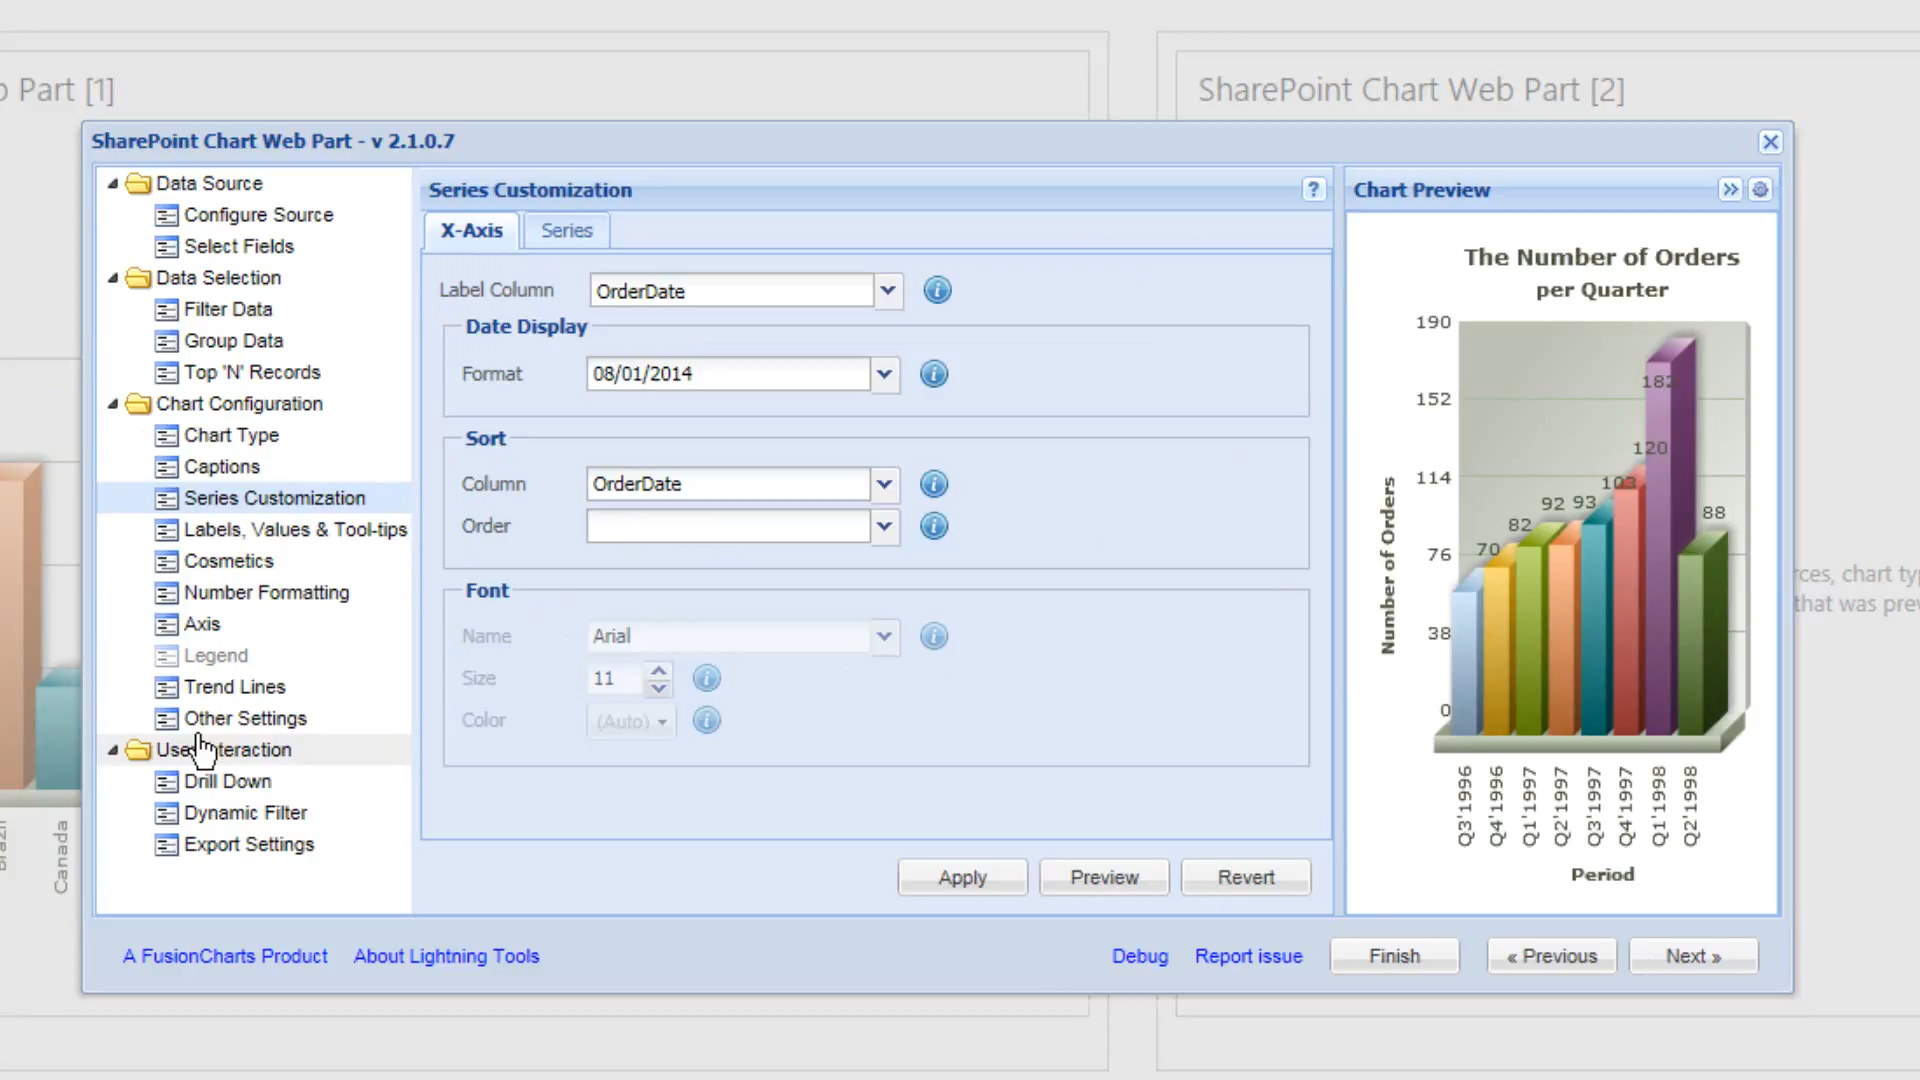 b Part [1]
SharePoint Chart Web Part [2]
SharePoint Chart Web Part - v 2.1.0.7
Data Source
Configure Source
Select Fields
Data Selection
Filter Data
Group Data
Top 'N' Records
Chart Configuration
Chart Type
Captions
Series Customization
Labels, Values & Tool-tips
Cosmetics
Number Formatting
Axis
Legend
Trend Lines
Other Settings
Use teraction
Drill Down
Dynamic Filter
Export Settings
Series Customization
?
X-Axis
Series
Label Column
OrderDate
Date Display
Format
08/01/2014
Sort
Column
OrderDate
Order
Font
Name
Arial
Size
11
Color
(Auto)
Apply
Preview
Revert
Chart Preview
The Number of Orders
per Quarter
Number of Orders
190
152
114
76
38
0
70
82
92
93
103
120
182
88
Q3'1996
Q4'1996
Q1'1997
Q2'1997
Q3'1997
Q4'1997
Q1'1998
Q2'1998
Period
A FusionCharts Product
About Lightning Tools
Debug
Report issue
Finish
« Previous
Next »
Canada
rces, chart typ
that was prev